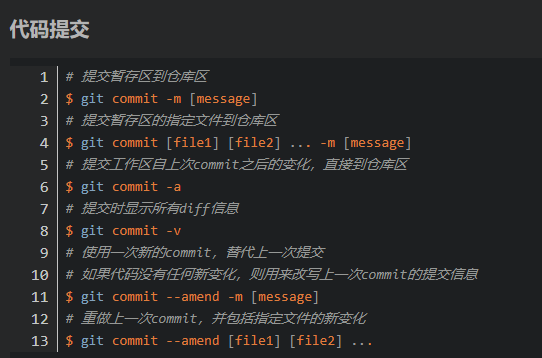 代码提交
1 # 提交暂存区到仓库区
2 $ git commit -m [message]
3 # 提交暂存区的指定文件到仓库区
4 $ git commit [file1] [file2] ... -m [message]
5 # 提交工作区自上次commit之后的变化，直接到仓库区
6 $ git commit -a
7 # 提交时显示所有diff信息
8 $ git commit -v
9 # 使用一次新的commit，替代上一次提交
10 # 如果代码没有任何新变化，则用来改写上一次commit的提交信息
11 $ git commit --amend -m [message]
12 # 重做上一次commit，并包括指定文件的新变化
13 $ git commit --amend [file1] [file2] ...